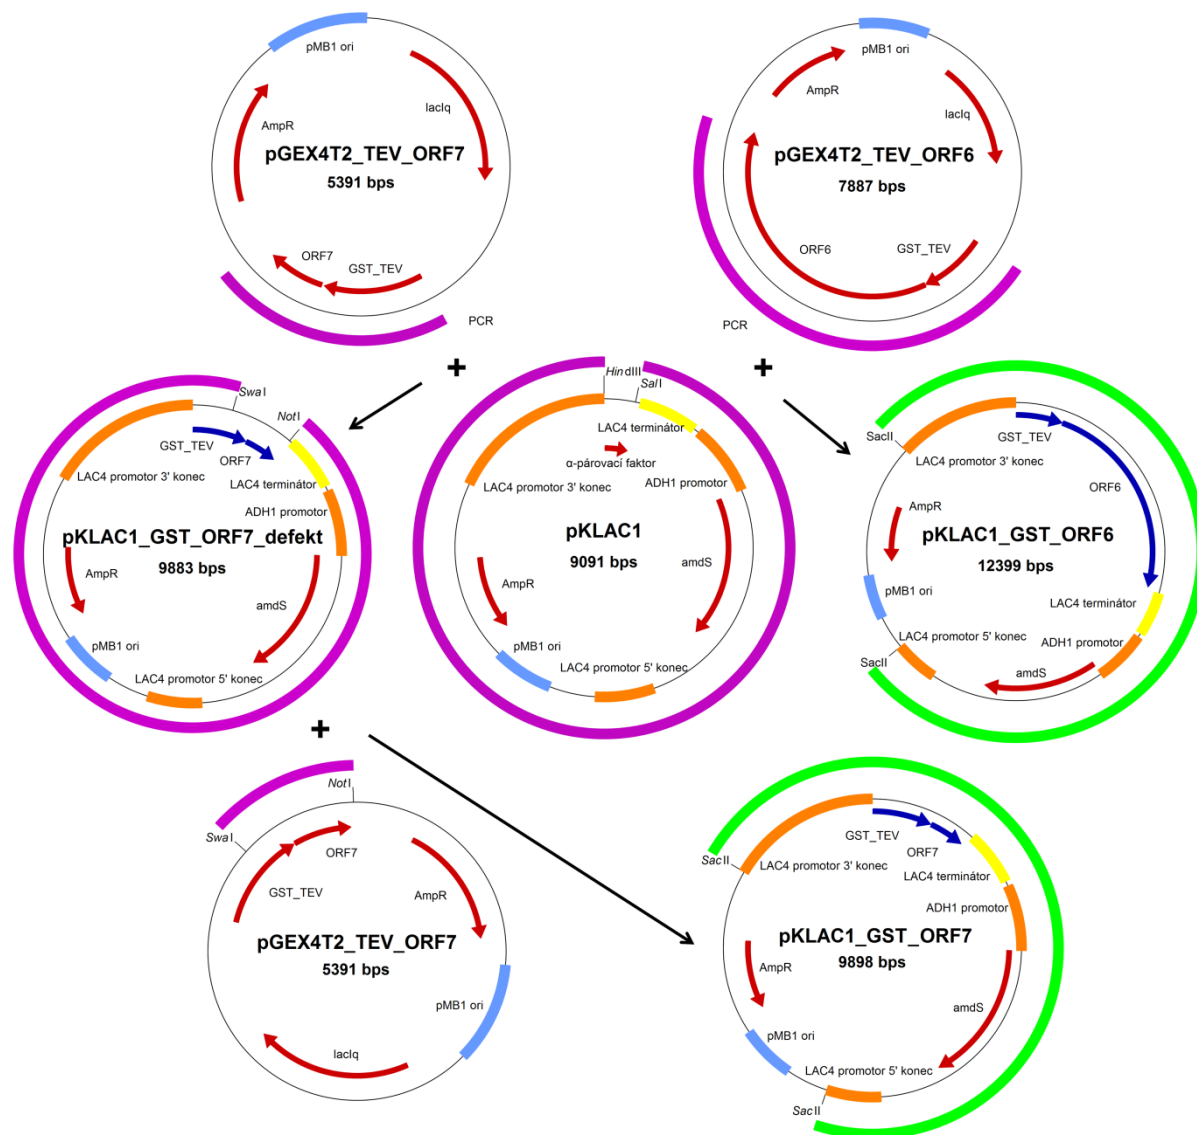 pMB1 ori
lacIq
AmpR
pGEX4T2_TEV_ORF7
5391 bps
ORF7
GST_TEV
PCR
pMB1 ori
AmpR
lacIq
pGEX4T2_TEV_ORF6
7887 bps
ORF6
GST_TEV
PCR
+
+
SwaI
NotI
GST_TEV
ORF7
LAC4 promotor 3' konec
LAC4 terminátor
ADH1 promotor
pKLAC1_GST_ORF7_defekt
9883 bps
AmpR
amdS
pMB1 ori
LAC4 promotor 5' konec
HindIII
SalI
LAC4 terminátor
α-párovací faktor
LAC4 promotor 3' konec
ADH1 promotor
pKLAC1
9091 bps
AmpR
amdS
pMB1 ori
LAC4 promotor 5' konec
SacII
GST_TEV
LAC4 promotor 3' konec
ORF6
AmpR
pKLAC1_GST_ORF6
12399 bps
pMB1 ori
LAC4 terminátor
LAC4 promotor 5' konec
ADH1 promotor
SacII
amdS
+
NotI
SwaI
ORF7
GST_TEV
AmpR
pGEX4T2_TEV_ORF7
5391 bps
pMB1 ori
lacIq
GST_TEV
ORF7
SacII
LAC4 promotor 3' konec
LAC4 terminátor
ADH1 promotor
pKLAC1_GST_ORF7
9898 bps
AmpR
amdS
pMB1 ori
LAC4 promotor 5' konec
SacII